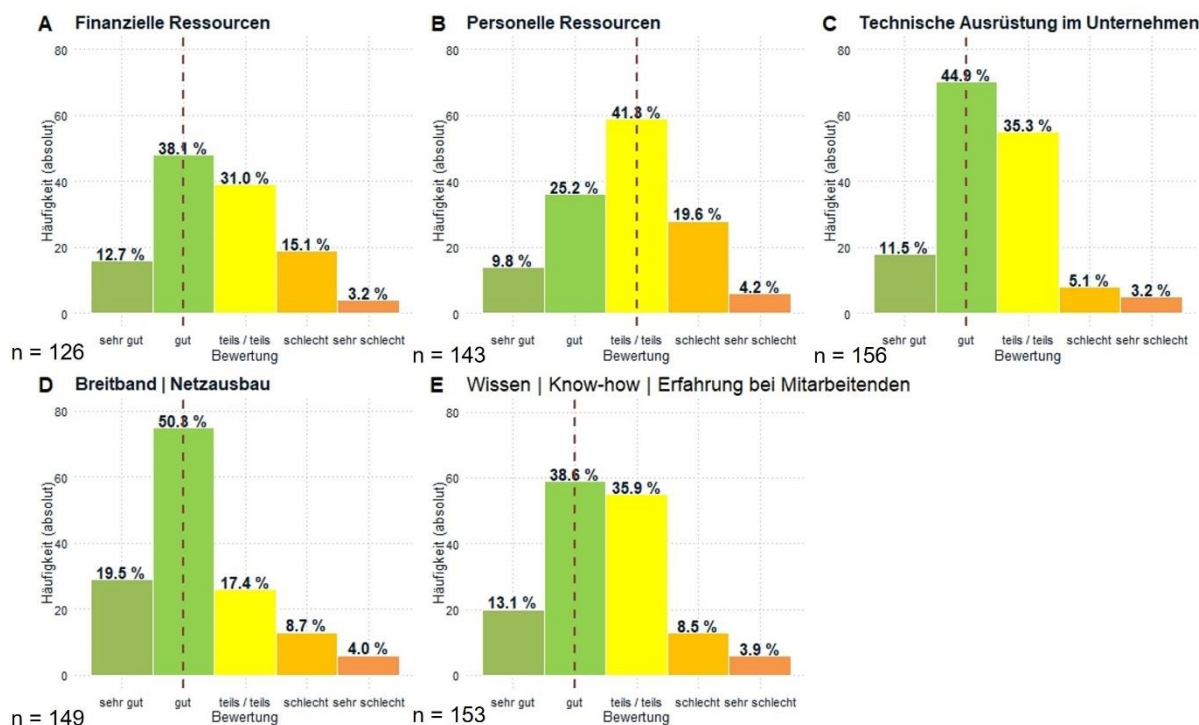 A Finanzielle Ressourcen
Häufigkeit (absolut)
80
60
40
20
0
12.7 %
38.1 %
31.0 %
15.1 %
3.2 %
sehr gut gut teils / teils schlecht sehr schlecht
Bewertung
n = 126
B Personelle Ressourcen
Häufigkeit (absolut)
80
60
40
20
0
9.8 %
25.2 %
41.3 %
19.6 %
4.2 %
sehr gut gut teils / teils schlecht sehr schlecht
Bewertung
n = 143
C Technische Ausrüstung im Unternehmen
Häufigkeit (absolut)
80
60
40
20
0
11.5 %
44.9 %
35.3 %
5.1 %
3.2 %
sehr gut gut teils / teils schlecht sehr schlecht
Bewertung
n = 156
D Breitband | Netzausbau
Häufigkeit (absolut)
80
60
40
20
0
19.5 %
50.3 %
17.4 %
8.7 %
4.0 %
sehr gut gut teils / teils schlecht sehr schlecht
Bewertung
n = 149
E Wissen | Know-how | Erfahrung bei Mitarbeitenden
Häufigkeit (absolut)
80
60
40
20
0
13.1 %
38.6 %
35.9 %
8.5 %
3.9 %
sehr gut gut teils / teils schlecht sehr schlecht
Bewertung
n = 153